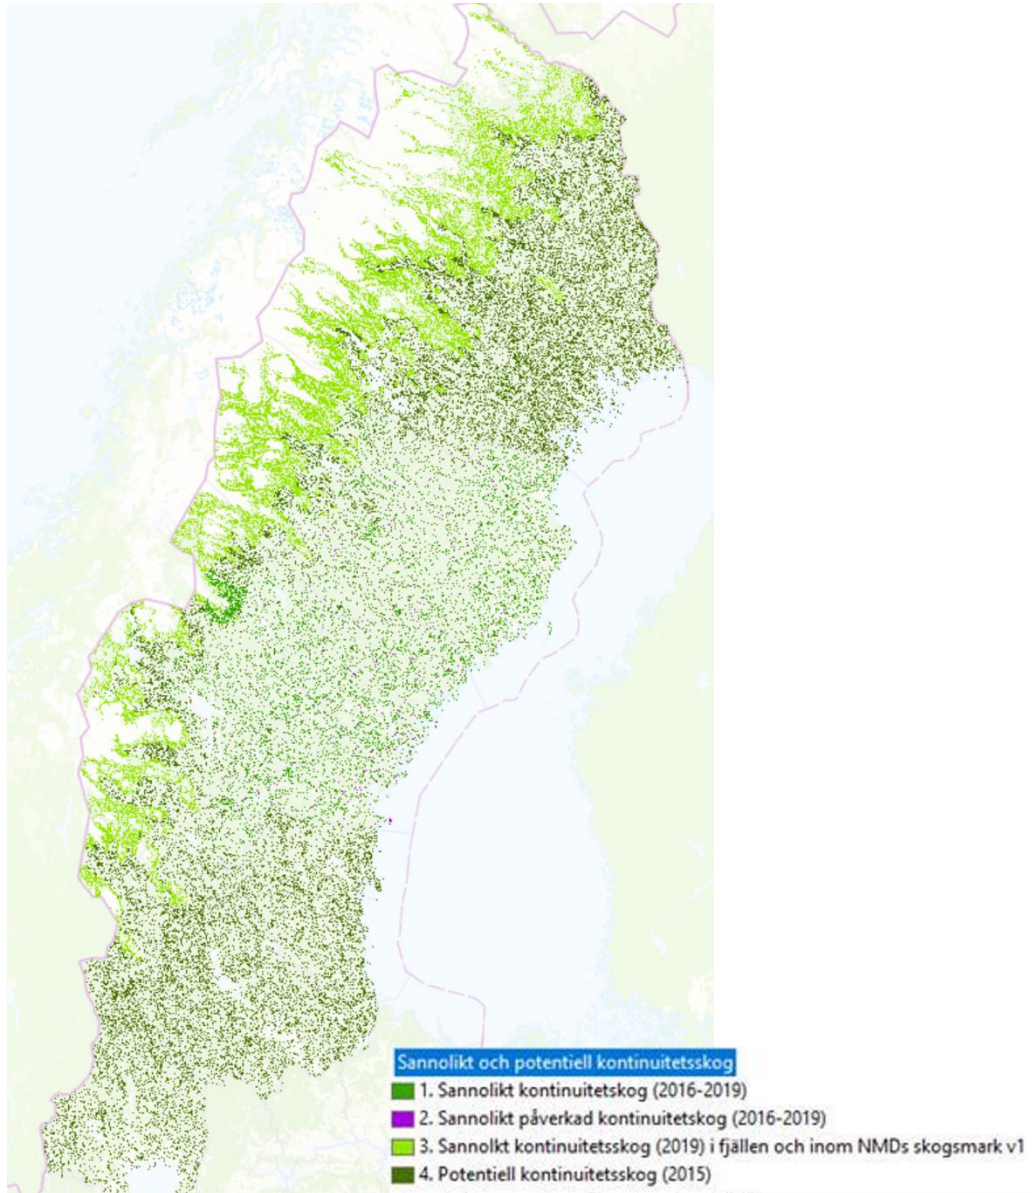 Sannolikt och potentiell kontinuitetsskog
1. Sannolikt kontinuitetskog (2016-2019)
2. Sannolikt påverkad kontinuitetskog (2016-2019)
3. Sannolkt kontinuitetsskog (2019) i fjällen och inom NMDs skogsmark v1
4. Potentiell kontinuitetsskog (2015)